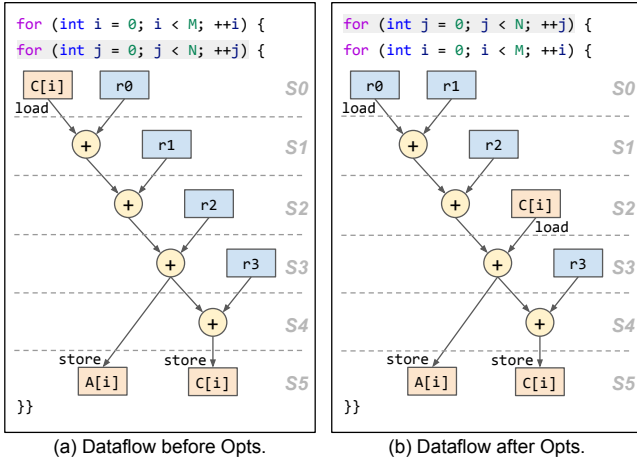 for (int i = 0; i < M; ++i) {
for (int j = 0; j < N; ++j) {
C[i] r0 S0
load
+ r1 S1
+ r2 S2
+ r3 S3
+ S4
store store
A[i] C[i] S5
}}
(a) Dataflow before Opts.
for (int j = 0; j < N; ++j) {
for (int i = 0; i < M; ++i) {
r0 r1 S0
load
+ r2 S1
+ C[i] S2
load
+ r3 S3
+ S4
store store
A[i] C[i] S5
}}
(b) Dataflow after Opts.